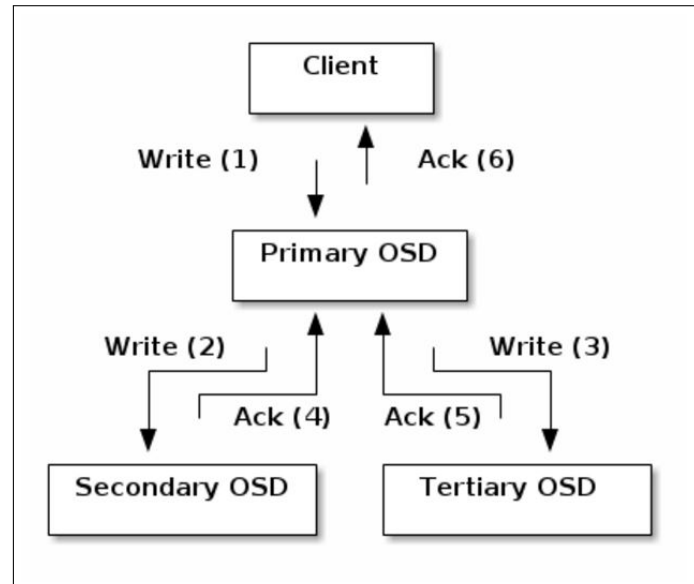 Client
Write (1)
Ack (6)
Primary OSD
Write (2)
Write (3)
Ack (4)
Ack (5)
Secondary OSD
Tertiary OSD